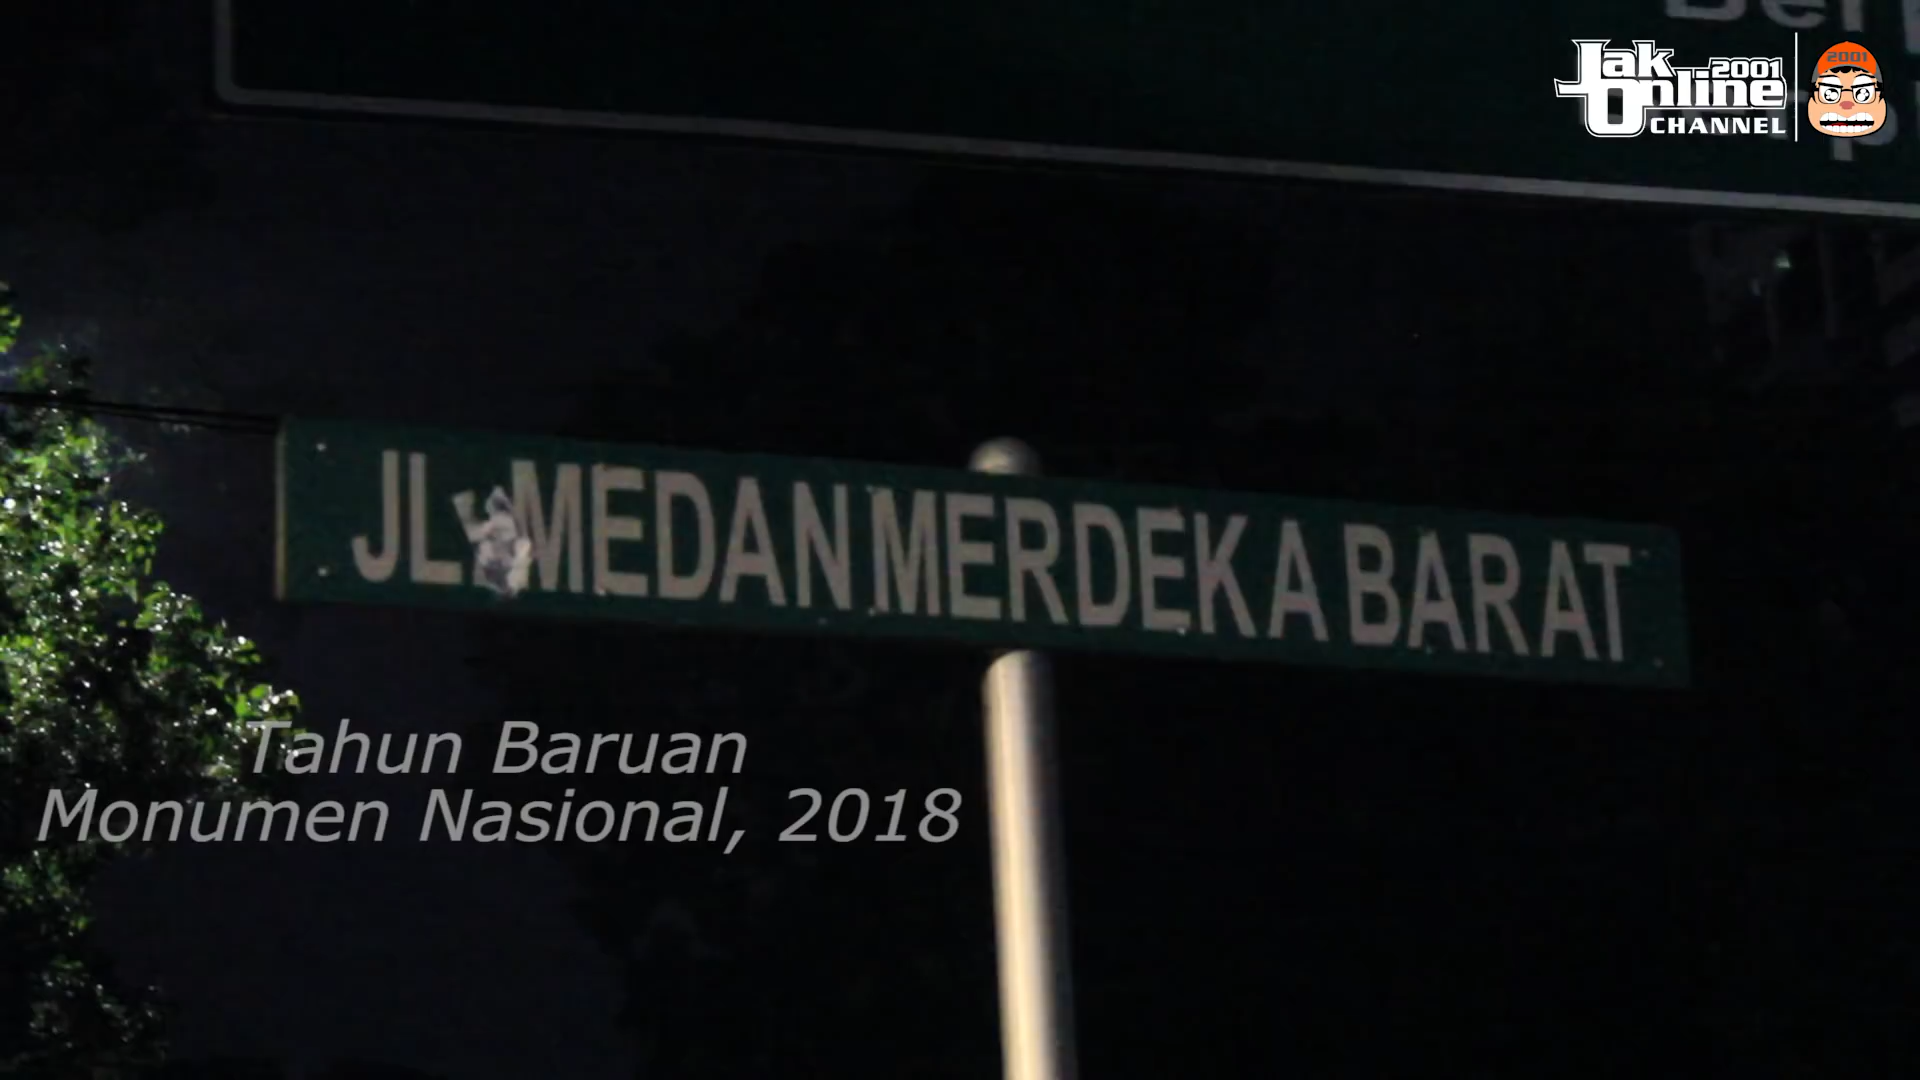 Jak 2001
Online
CHANNEL
2001
JL. MEDAN MERDEKA BARAT
Tahun Baruan
Monumen Nasional, 2018